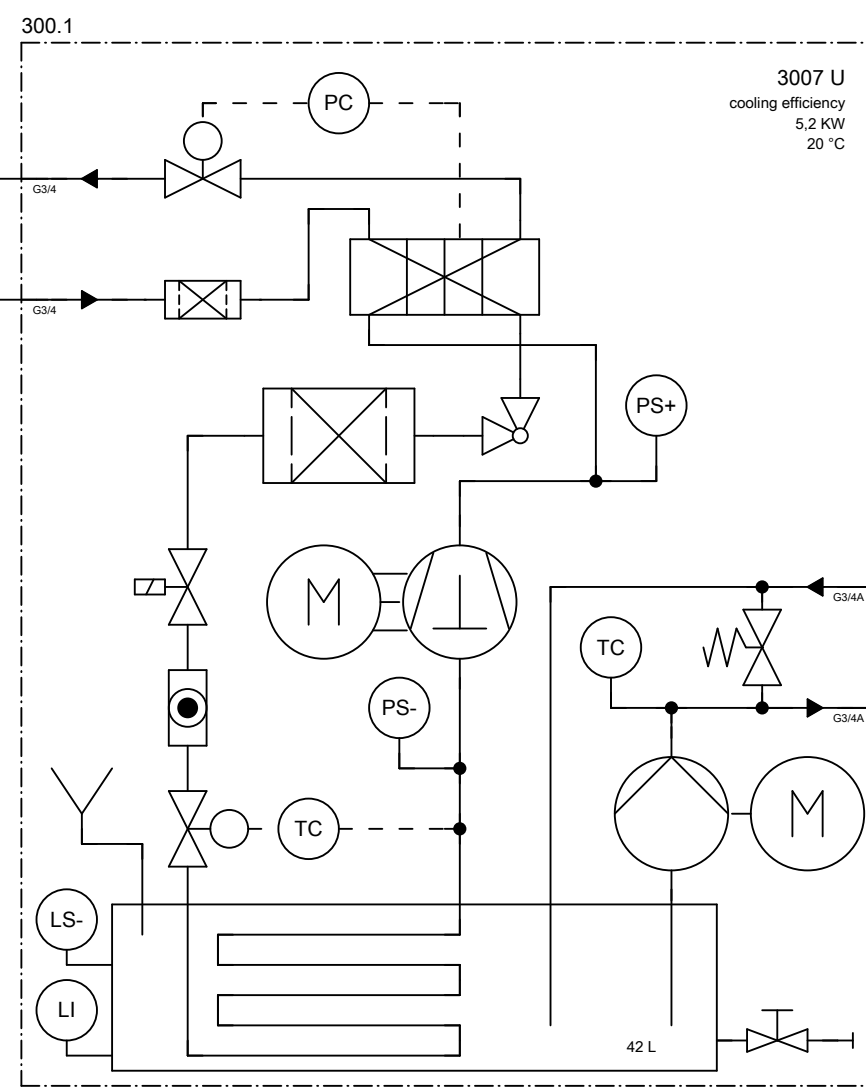 300.1
3007 U
cooling efficiency
5,2 KW
20 °C
PC
G3/4
G3/4
PS+
M
G3/4A
TC
PS-
G3/4A
TC
M
LS-
LI
42 L